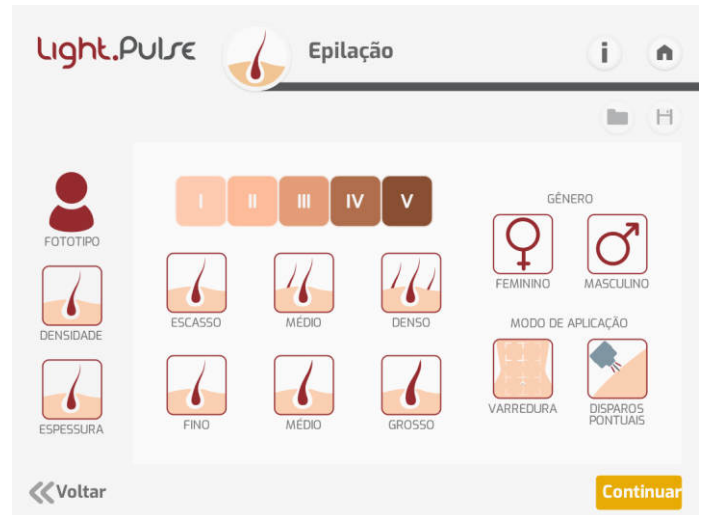 Light.Pulse
Epilação
i
I II III IV V
FOTOTIPO
ESCASSO MÉDIO DENSO
DENSIDADE
FINO MÉDIO GROSSO
ESPESSURA
GÊNERO
FEMININO MASCULINO
MODO DE APLICAÇÃO
VARREDURA DISPAROS
PONTUAIS
Voltar
Continuar